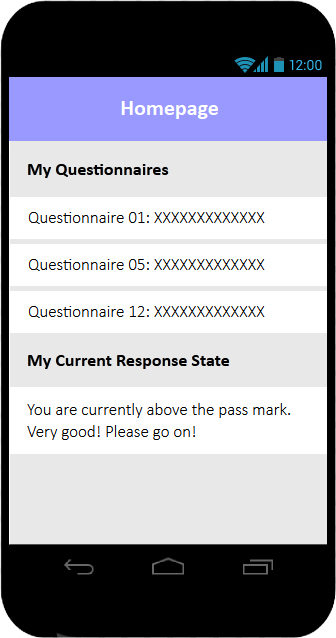 12:00
Homepage
My Questionnaires
Questionnaire 01: XXXXXXXXXXXXX
Questionnaire 05: XXXXXXXXXXXXX
Questionnaire 12: XXXXXXXXXXXXX
My Current Response State
You are currently above the pass mark.
Very good! Please go on!